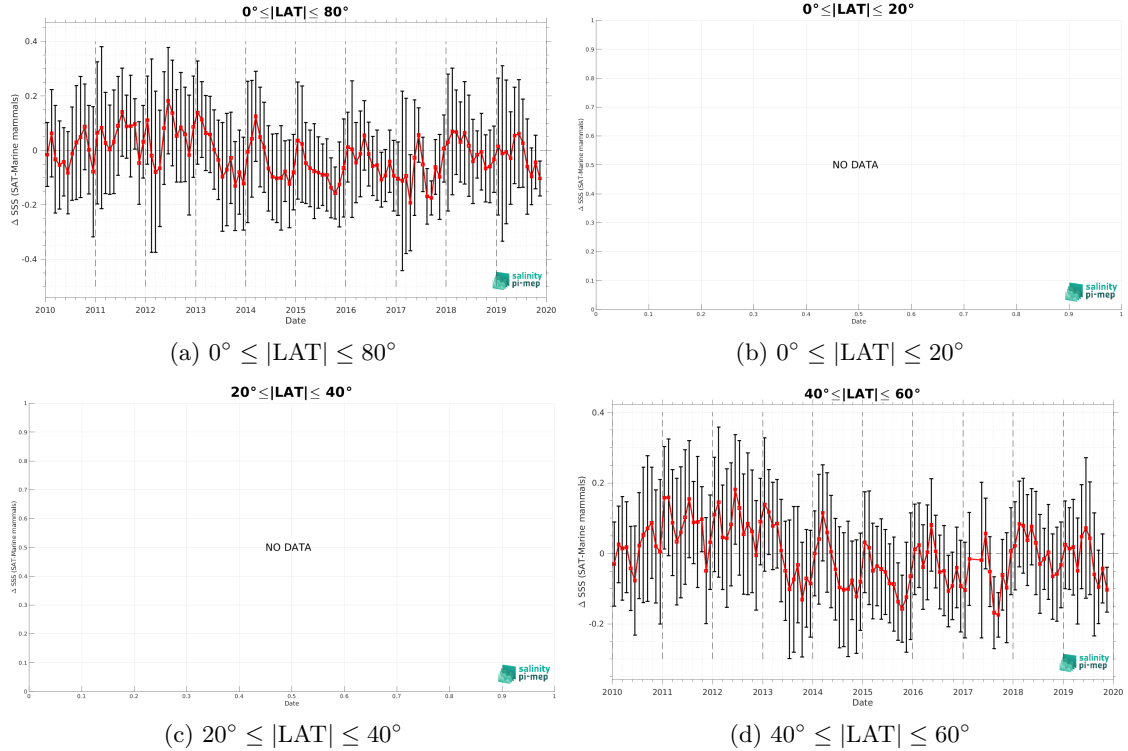 0°≤|LAT|≤ 80°
0.4
0.2
0
-0.2
-0.4
Δ SSS (SAT-Marine mammals)
2010 2011 2012 2013 2014 2015 2016 2017 2018 2019 2020
Date
salinity
pi-mep
(a) 0° ≤ |LAT| ≤ 80°
0°≤|LAT|≤ 20°
1
0.9
0.8
0.7
0.6
0.5
0.4
0.3
0.2
0.1
0
Δ SSS (SAT-Marine mammals)
NO DATA
0 0.1 0.2 0.3 0.4 0.5 0.6 0.7 0.8 0.9 1
Date
salinity
pi-mep
(b) 0° ≤ |LAT| ≤ 20°
20°≤|LAT|≤ 40°
1
0.9
0.8
0.7
0.6
0.5
0.4
0.3
0.2
0.1
0
Δ SSS (SAT-Marine mammals)
NO DATA
0 0.1 0.2 0.3 0.4 0.5 0.6 0.7 0.8 0.9 1
Date
salinity
pi-mep
(c) 20° ≤ |LAT| ≤ 40°
40°≤|LAT|≤ 60°
0.4
0.2
0
-0.2
Δ SSS (SAT-Marine mammals)
2010 2011 2012 2013 2014 2015 2016 2017 2018 2019 2020
Date
salinity
pi-mep
(d) 40° ≤ |LAT| ≤ 60°